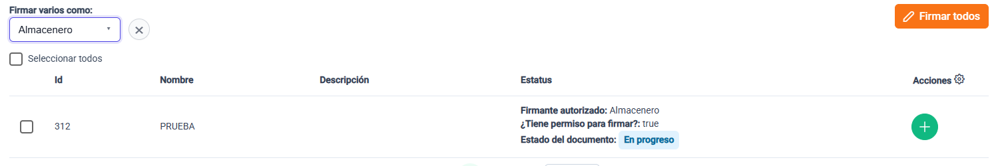 Firmar varios como:
Almacenero
Firmar todos
Seleccionar todos
Id Nombre Descripción Estatus Acciones
312 PRUEBA
Firmante autorizado: Almacenero
¿Tiene permiso para firmar?: true
Estado del documento: En progreso